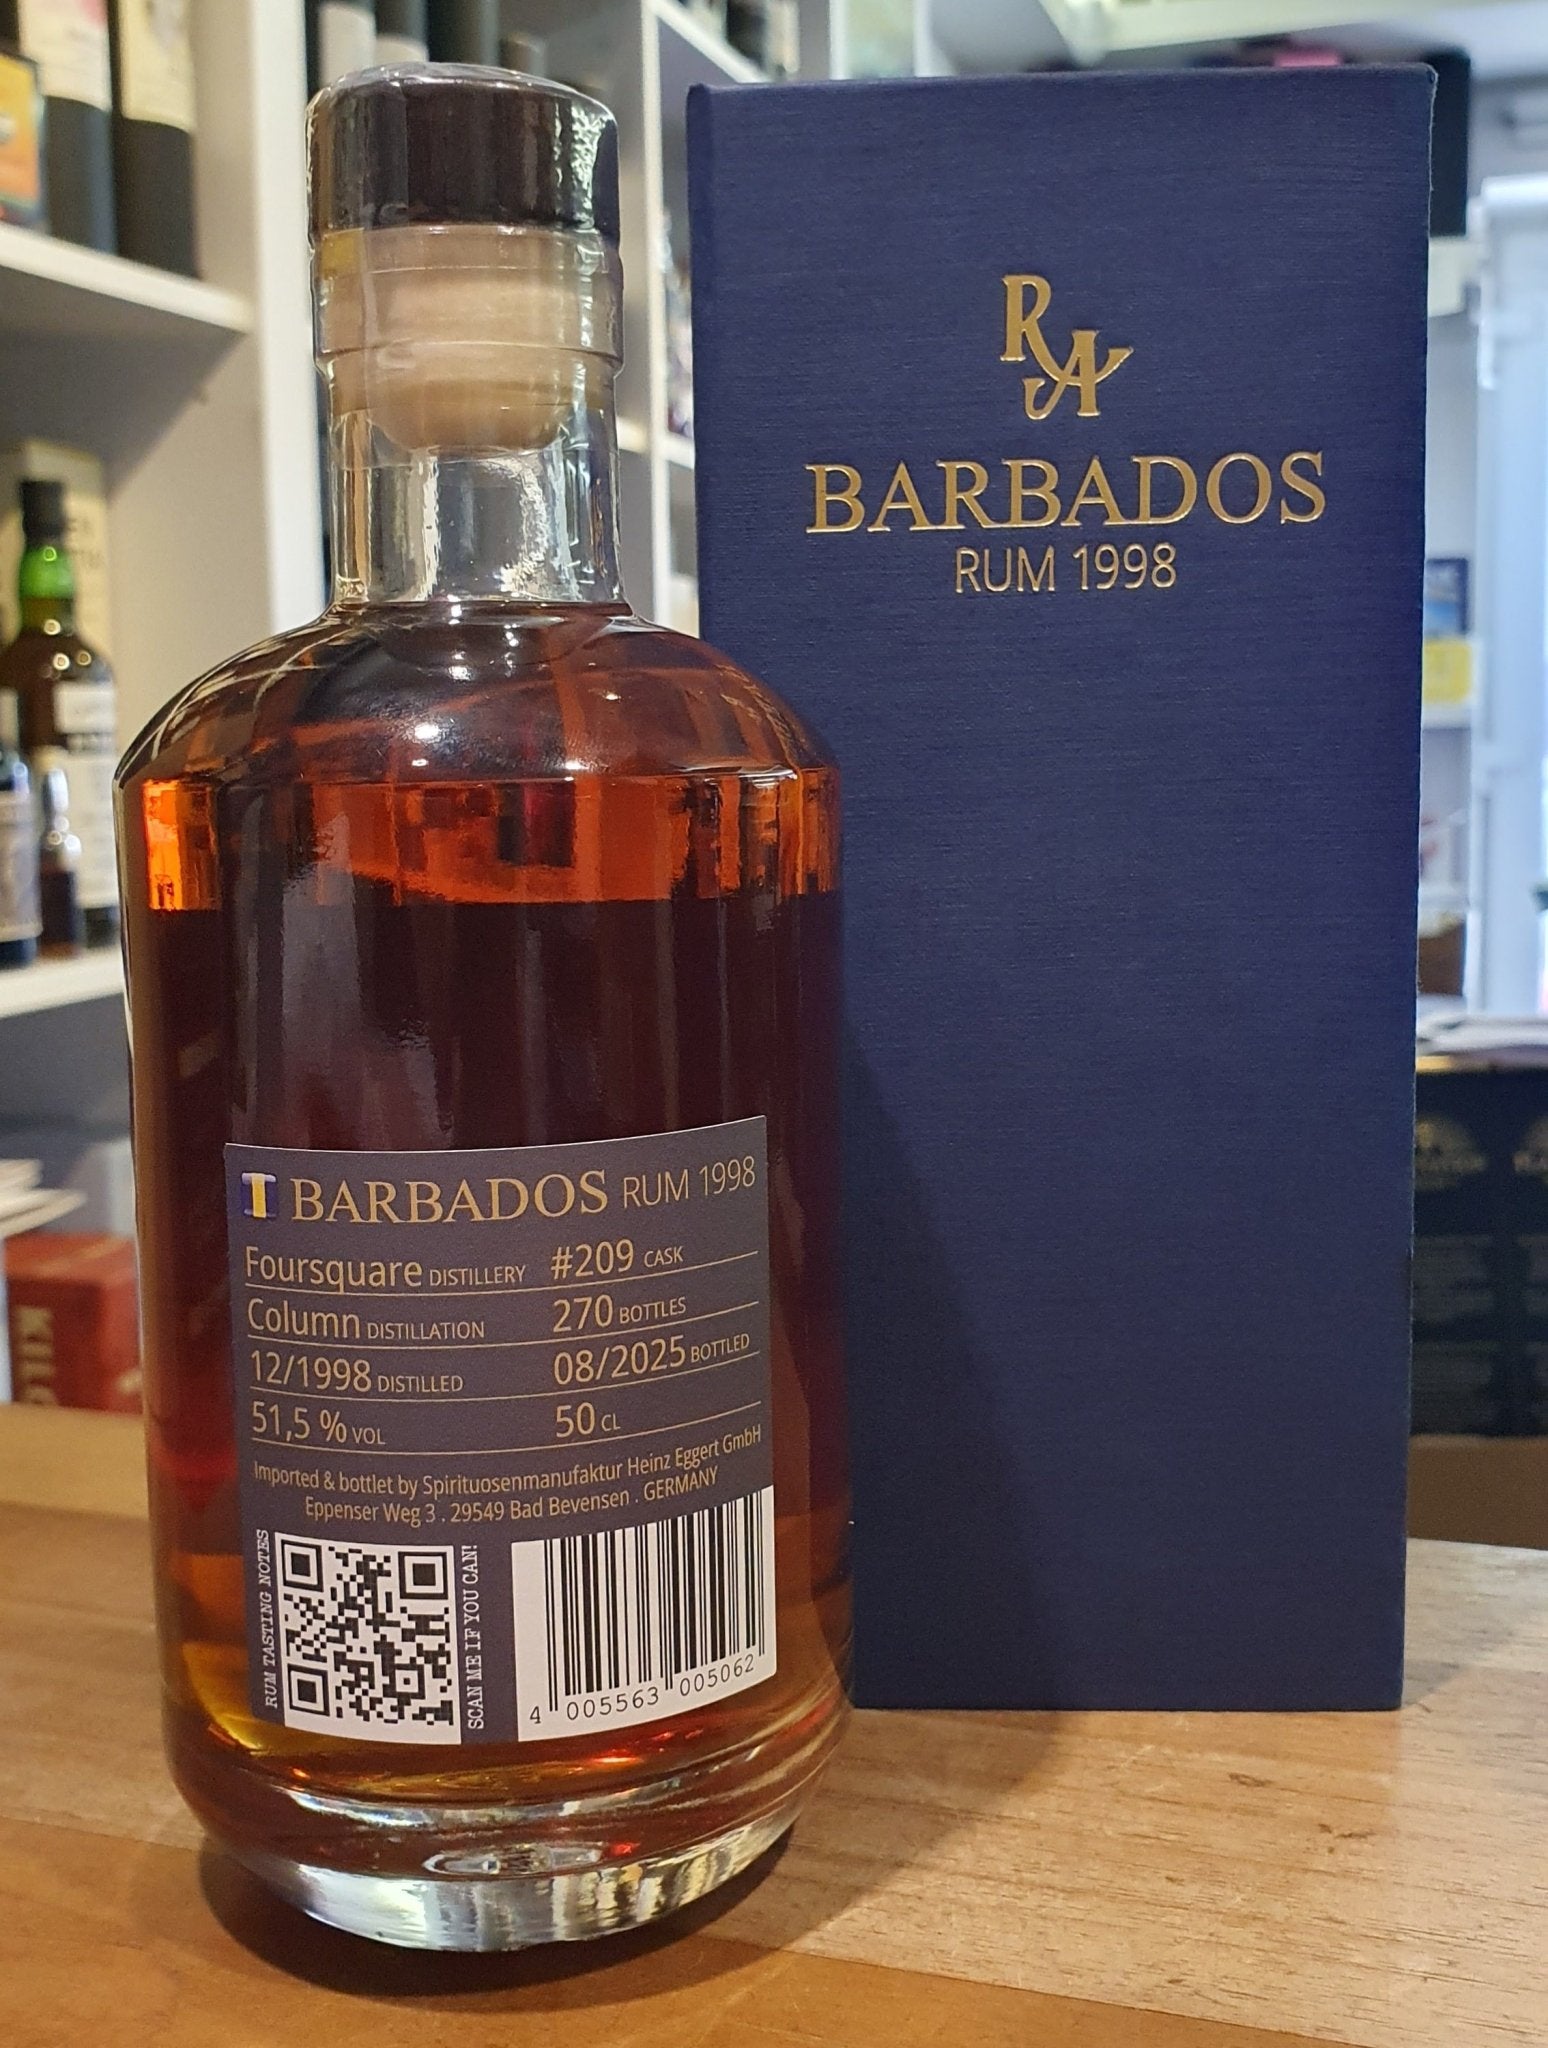 RA
BARBADOS
RUM 1998
BARBADOS RUM 1998
Foursquare DISTILLERY #209 CASK
Column DISTILLATION 270 BOTTLES
12/1998 DISTILLED 08/2025 BOTTLED
51,5 % VOL 50 CL
Imported & bottlet by Spirituosenmanufaktur Heinz Eggert GmbH
Eppenser Weg 3 . 29549 Bad Bevensen . GERMANY
RUM TASTING NOTES
SCAN ME IF YOU CAN!
4 005563 005062